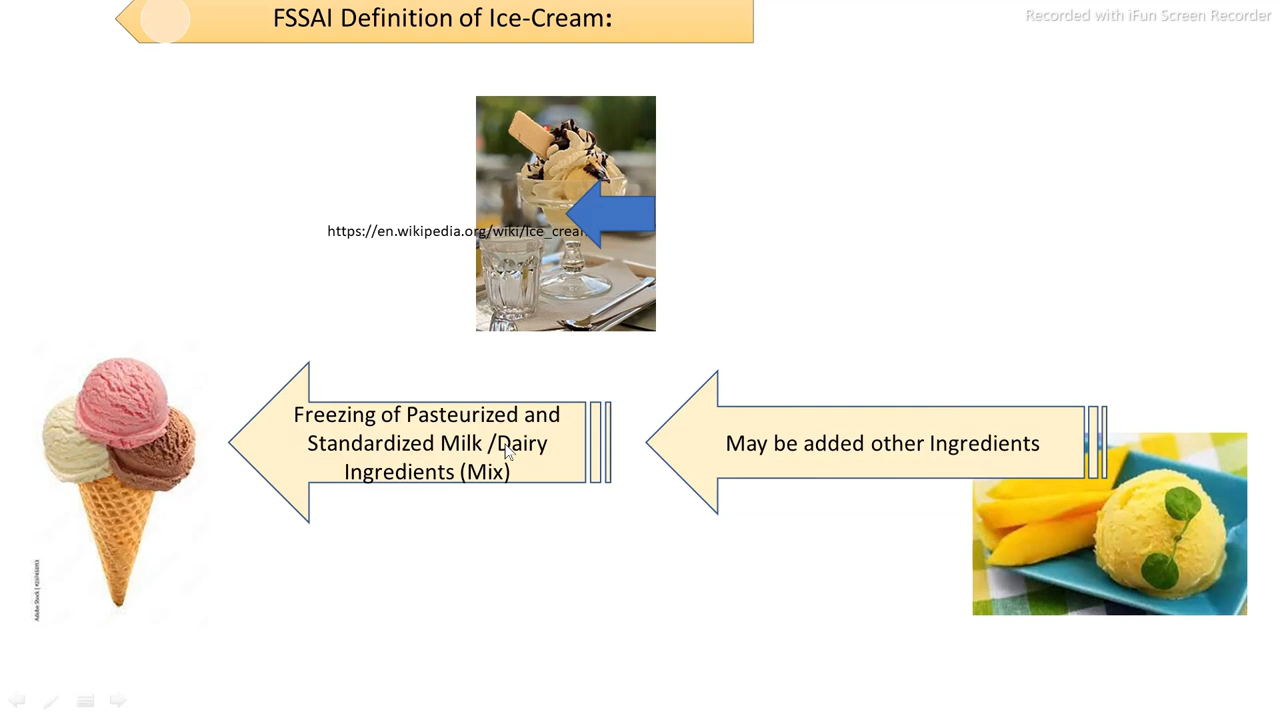 FSSAI Definition of Ice-Cream:
Recorded with iFun Screen Recorder
https://en.wikipedia.org/wiki/Ice_crea
Freezing of Pasteurized and
Standardized Milk /Dairy
Ingredients (Mix)
May be added other Ingredients